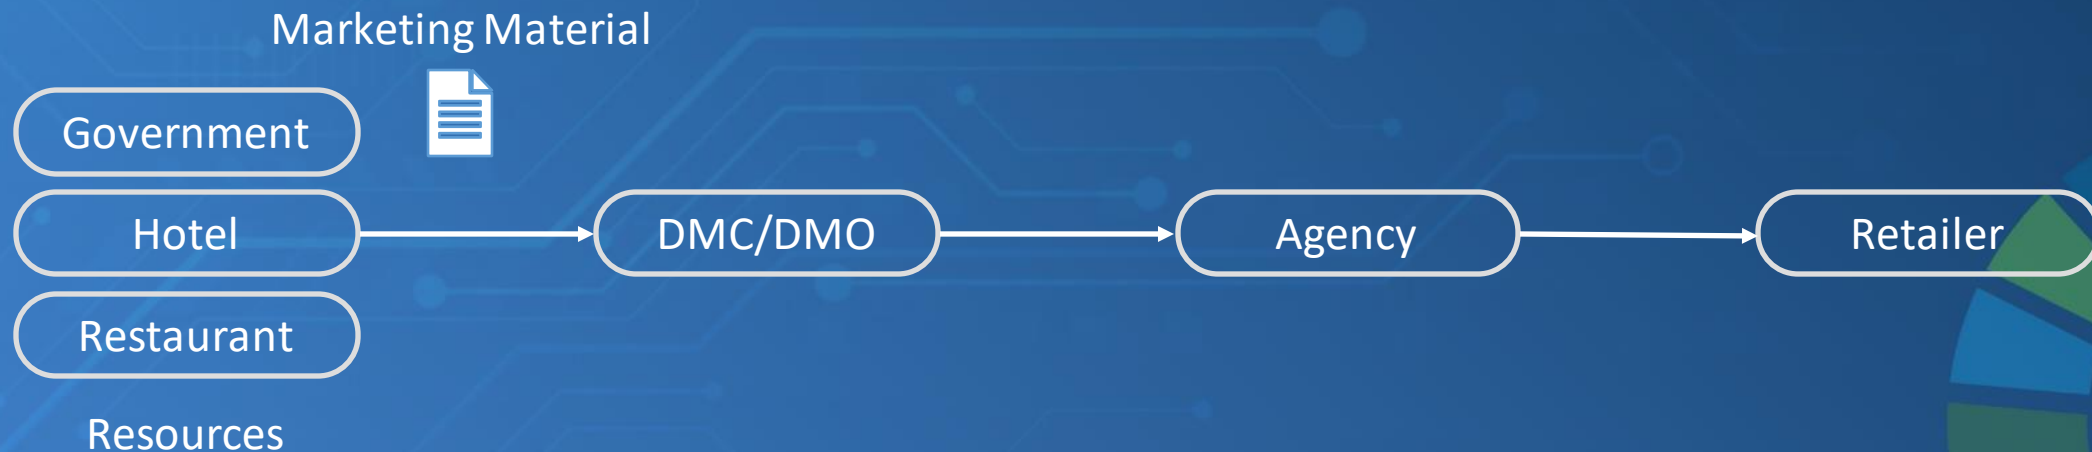 Marketing Material
Government
Hotel
DMC/DMO
Agency
Retailer
Restaurant
Resources